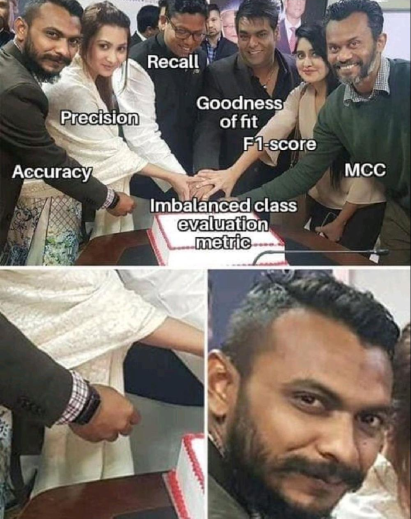 Recall
Precision
Goodness
of fit
F1-score
Accuracy
MCC
Imbalanced class
evaluation
metric